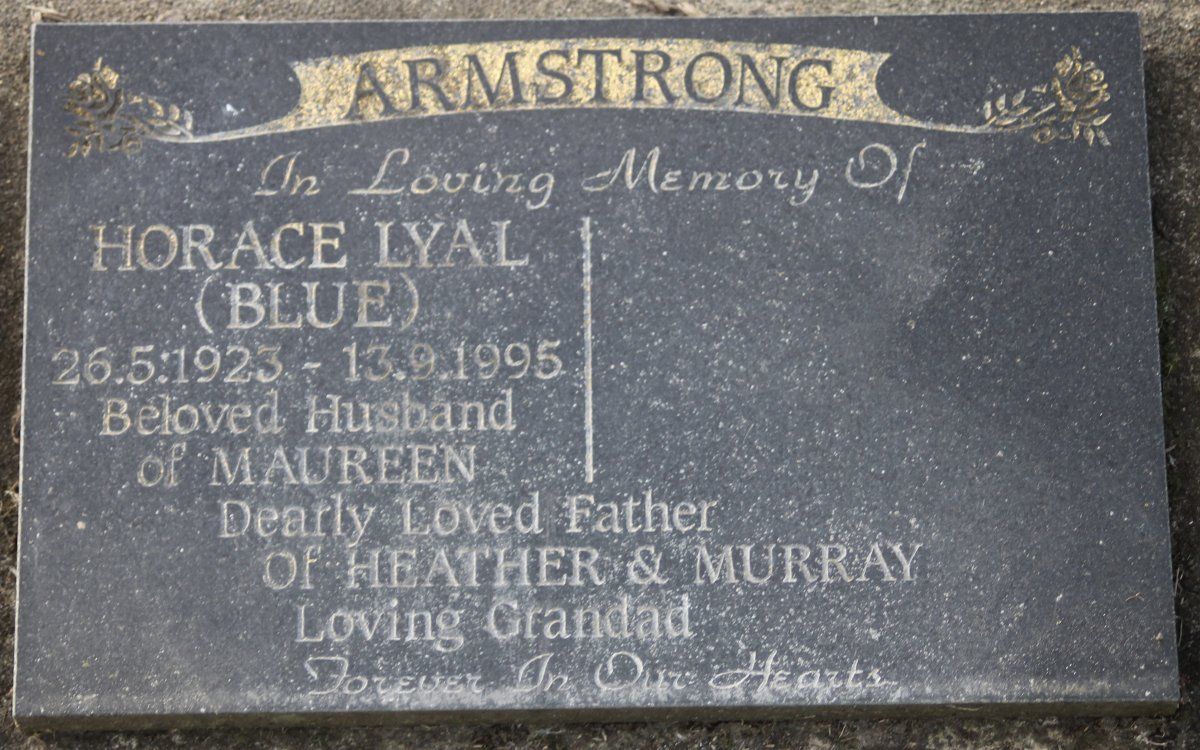 ARMSTRONG
In Loving Memory Of
HORACE LYAL
(BLUE)
26.5.1923 - 13.9.1995
Beloved Husband
of MAUREEN
Dearly Loved Father
Of HEATHER & MURRAY
Loving Grandad
Forever In Our Hearts